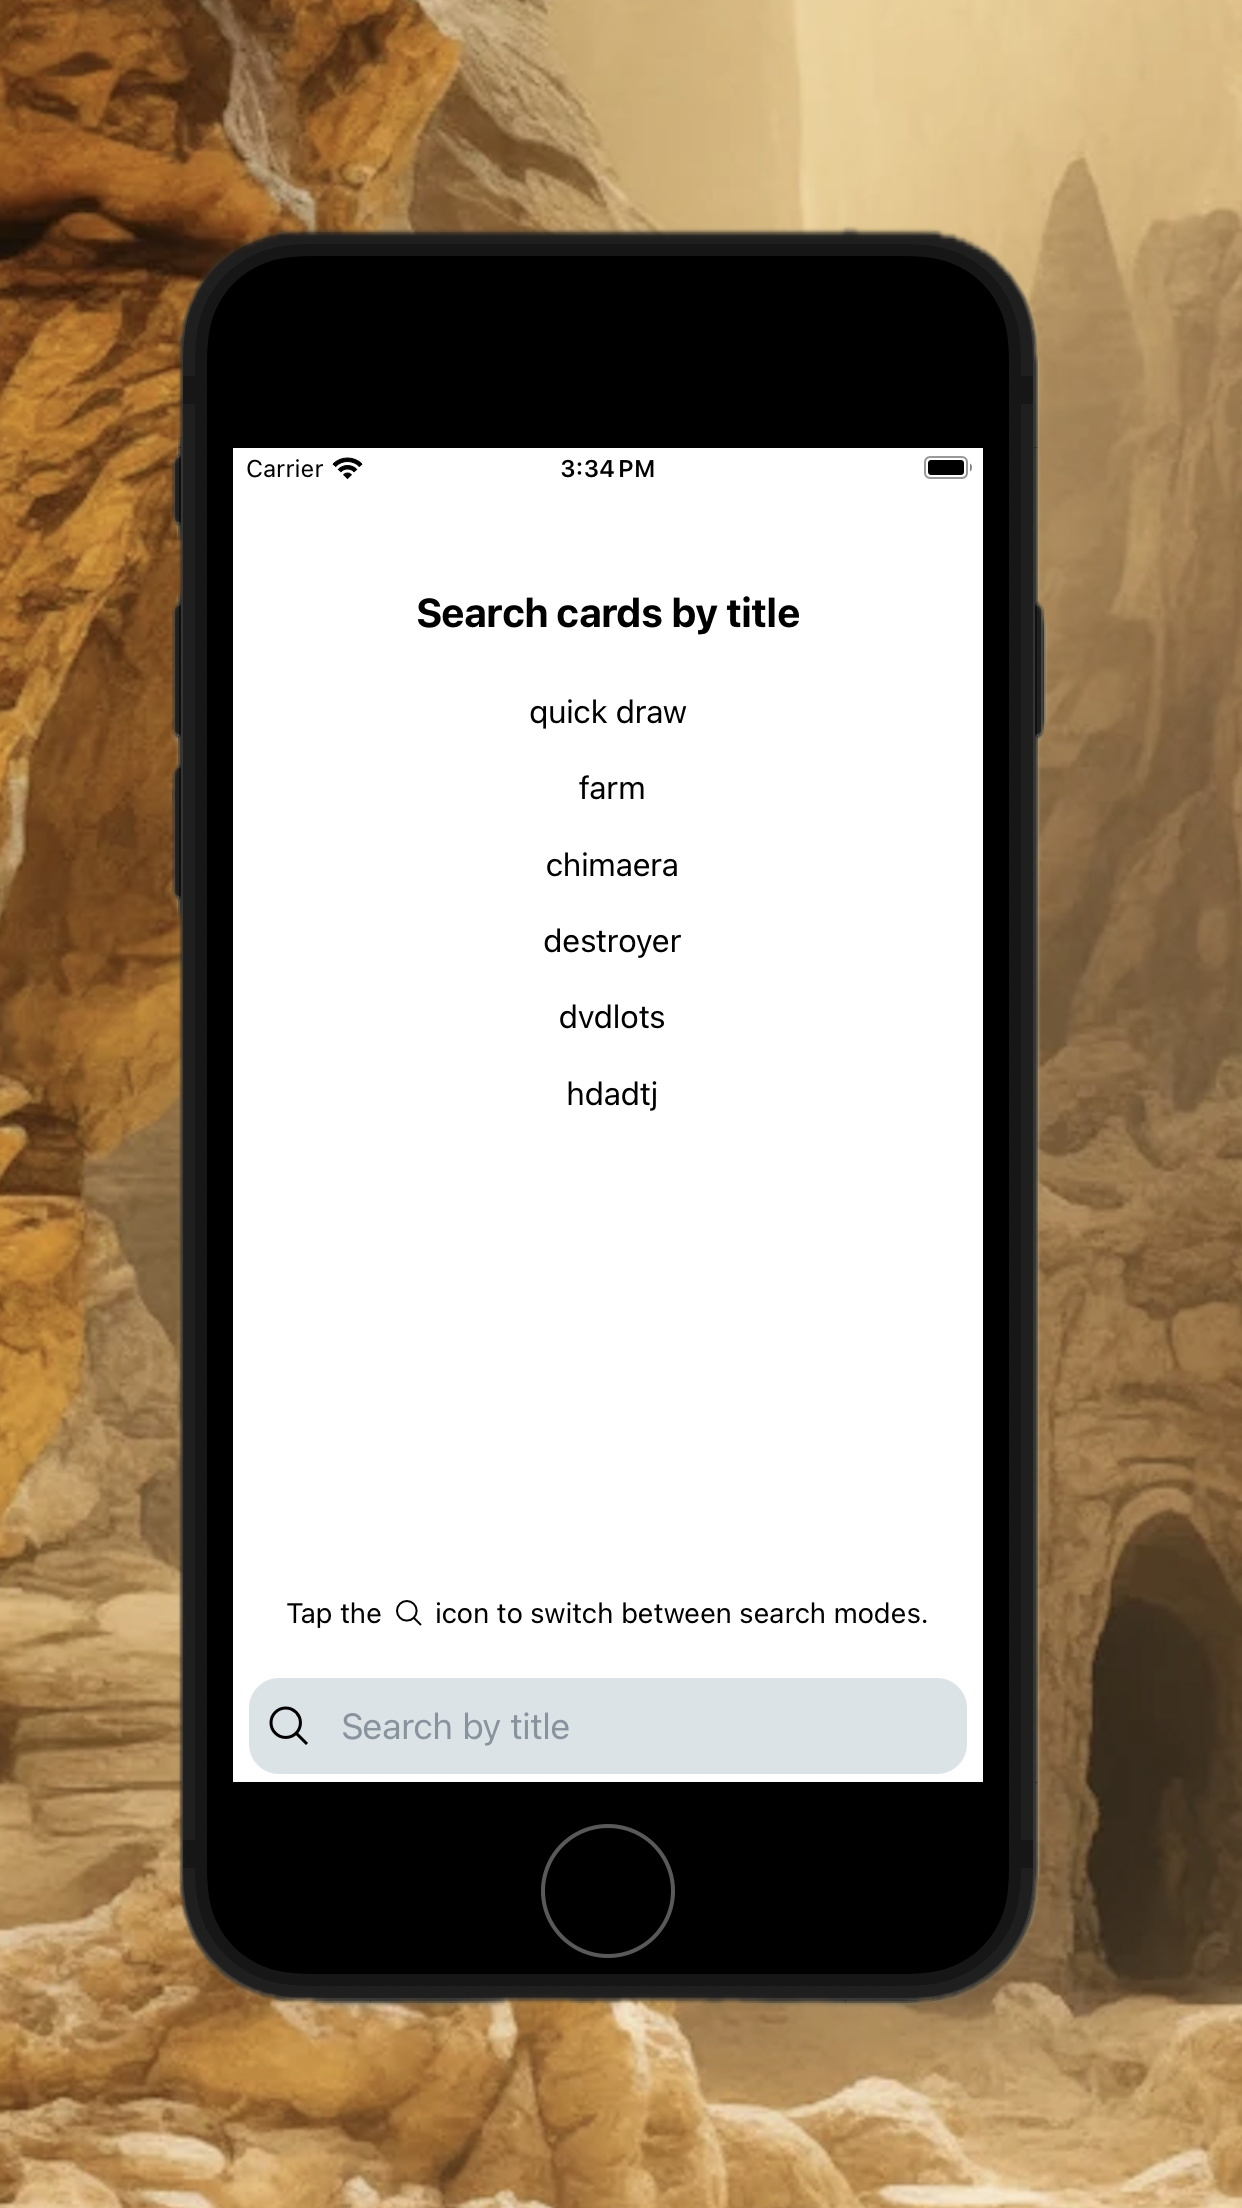 Carrier
3:34 PM
Search cards by title
quick draw
farm
chimaera
destroyer
dvdlots
hdadtj
Tap the icon to switch between search modes.
Search by title